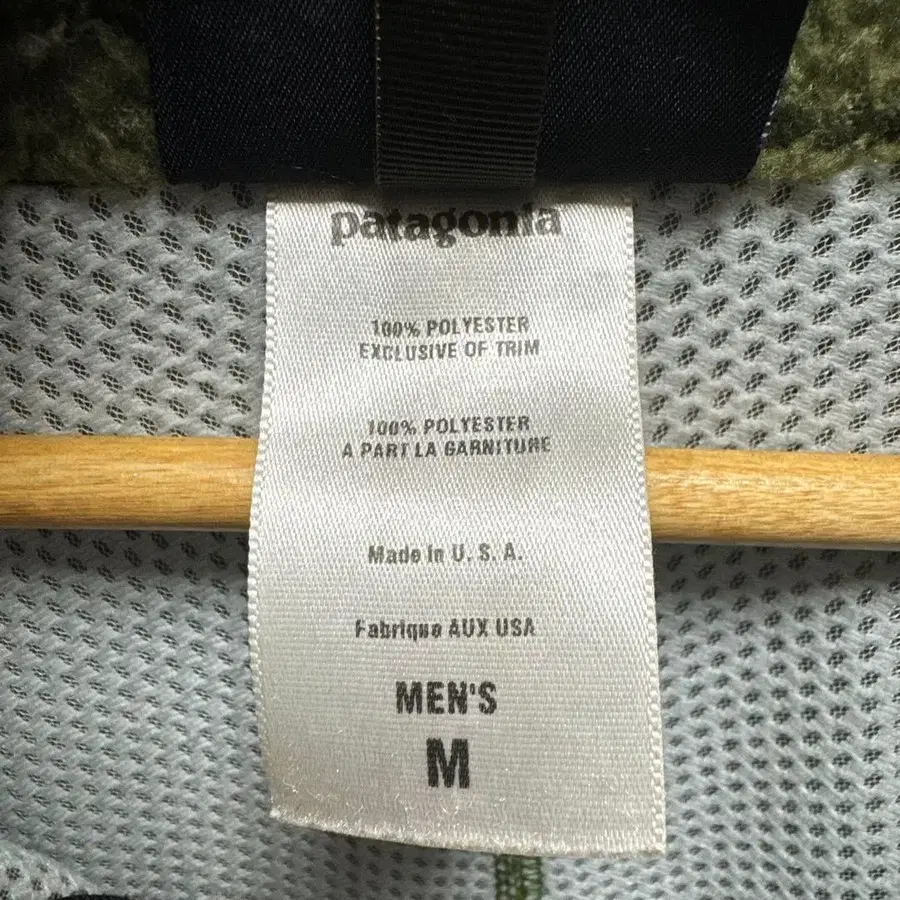 patagonia
100% POLYESTER
EXCLUSIVE OF TRIM
100% POLYESTER
A PART LA GARNITURE
Made in U. S. A.
Fabrique AUX USA
MEN'S
M